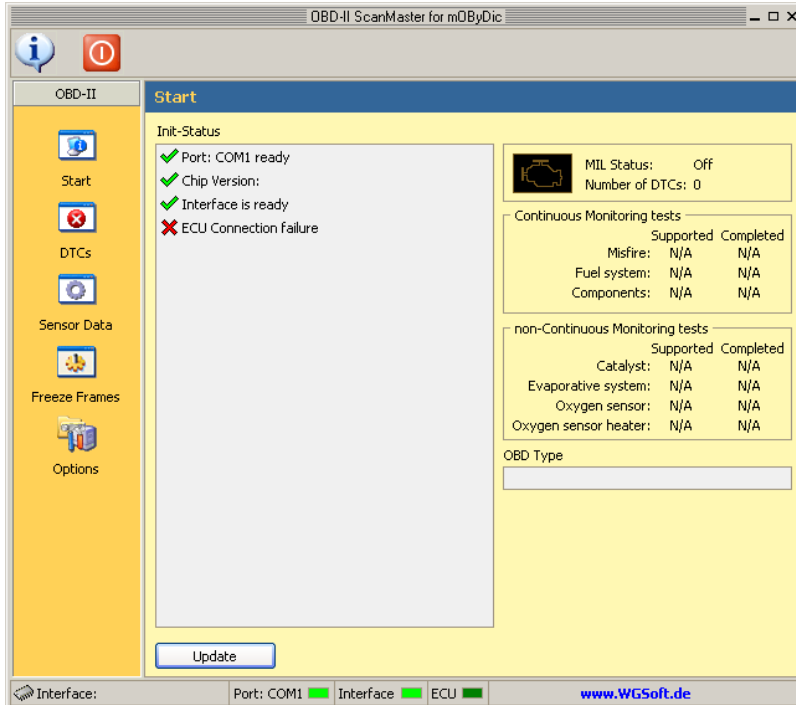 OBD-II ScanMaster for mOByDic
OBD-II
Start
DTCs
Sensor Data
Freeze Frames
Options
Start
Init-Status
Port: COM1 ready
Chip Version:
Interface is ready
ECU Connection failure
Update
MIL Status: Off
Number of DTCs: 0
Continuous Monitoring tests
Supported Completed
Misfire: N/A N/A
Fuel system: N/A N/A
Components: N/A N/A
non-Continuous Monitoring tests
Supported Completed
Catalyst: N/A N/A
Evaporative system: N/A N/A
Oxygen sensor: N/A N/A
Oxygen sensor heater: N/A N/A
OBD Type
Interface: Port: COM1 Interface ECU www.WGSoft.de